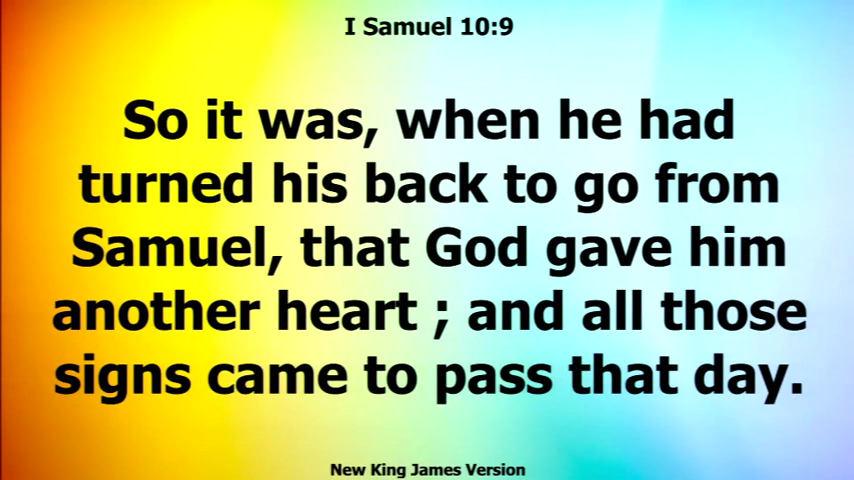 I Samuel 10:9
So it was, when he had
turned his back to go from
Samuel, that God gave him
another heart ; and all those
signs came to pass that day.
New King James Version